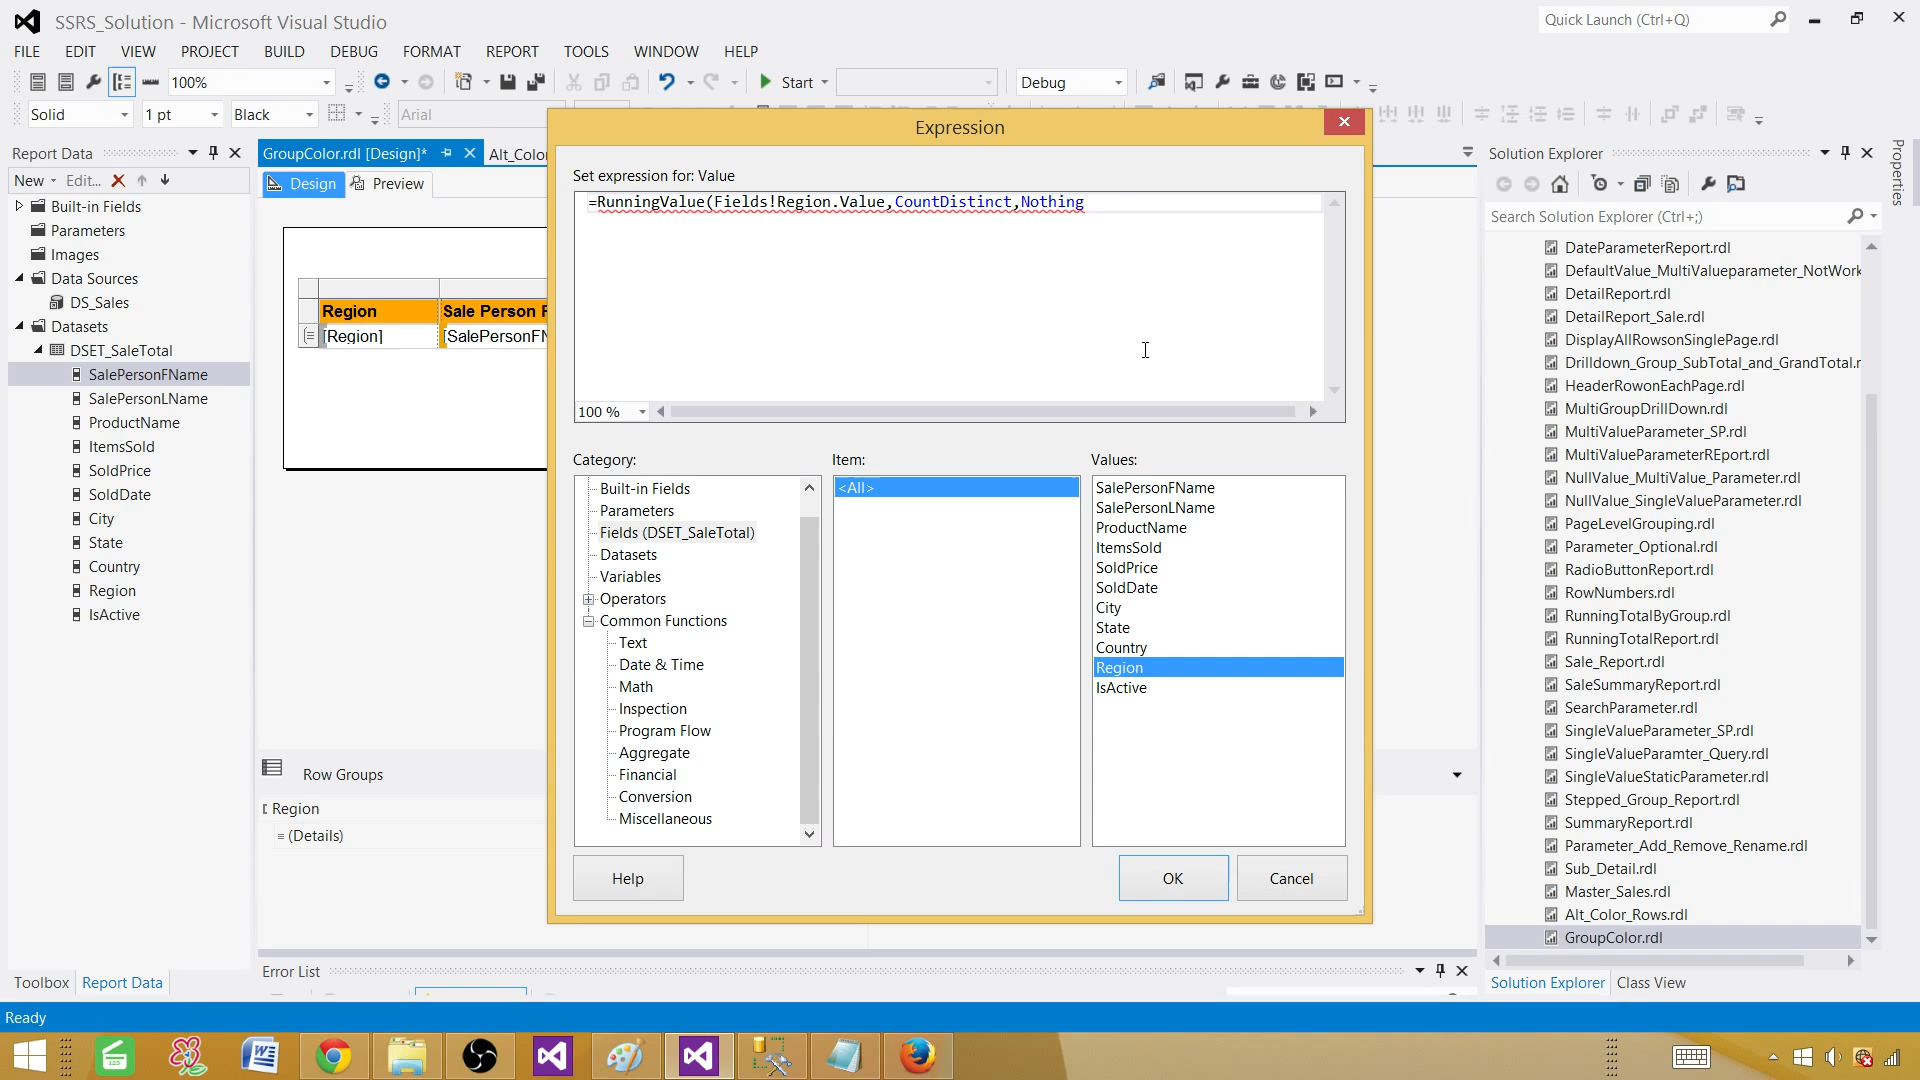 SSRS_Solution - Microsoft Visual Studio
Quick Launch (Ctrl+Q)
FILE EDIT VIEW PROJECT BUILD DEBUG FORMAT REPORT TOOLS WINDOW HELP
100%
Start
Debug
Solid
1 pt
Black
Arial
Report Data
New Edit...
Built-in Fields
Parameters
Images
Data Sources
DS_Sales
Datasets
DSET_SaleTotal
SalePersonFName
SalePersonLName
ProductName
ItemsSold
SoldPrice
SoldDate
City
State
Country
Region
IsActive
Toolbox
Report Data
GroupColor.rdl [Design]*
Alt_Colo
Design
Preview
Region
Sale Person F
[Region]
[SalePersonFN
Row Groups
Region
(Details)
Error List
Expression
Set expression for: Value
=RunningValue(Fields!Region.Value,CountDistinct,Nothing
100 %
Category:
Built-in Fields
Parameters
Fields (DSET_SaleTotal)
Datasets
Variables
Operators
Common Functions
Text
Date & Time
Math
Inspection
Program Flow
Aggregate
Financial
Conversion
Miscellaneous
Item:
<All>
Values:
SalePersonFName
SalePersonLName
ProductName
ItemsSold
SoldPrice
SoldDate
City
State
Country
Region
IsActive
Help
OK
Cancel
Solution Explorer
Search Solution Explorer (Ctrl+;)
DateParameterReport.rdl
DefaultValue_MultiValueparameter_NotWork
DetailReport.rdl
DetailReport_Sale.rdl
DisplayAllRowsonSinglePage.rdl
Drilldown_Group_SubTotal_and_GrandTotal.r
HeaderRowonEachPage.rdl
MultiGroupDrillDown.rdl
MultiValueParameter_SP.rdl
MultiValueParameterREport.rdl
NullValue_MultiValue_Parameter.rdl
NullValue_SingleValueParameter.rdl
PageLevelGrouping.rdl
Parameter_Optional.rdl
RadioButtonReport.rdl
RowNumbers.rdl
RunningTotalByGroup.rdl
RunningTotalReport.rdl
Sale_Report.rdl
SaleSummaryReport.rdl
SearchParameter.rdl
SingleValueParameter_SP.rdl
SingleValueParamter_Query.rdl
SingleValueStaticParameter.rdl
Stepped_Group_Report.rdl
SummaryReport.rdl
Parameter_Add_Remove_Rename.rdl
Sub_Detail.rdl
Master_Sales.rdl
Alt_Color_Rows.rdl
GroupColor.rdl
Solution Explorer
Class View
Properties
Ready